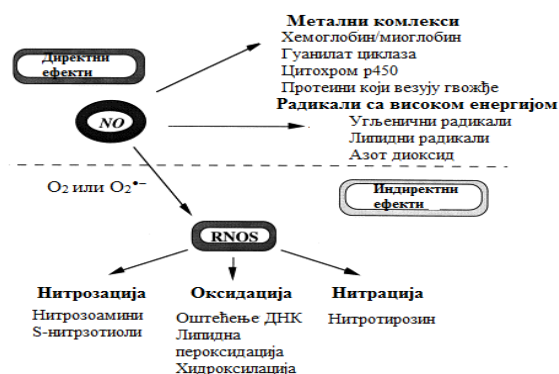 Метални комлекси
Хемоглобин/миоглобин
Гуанилат циклаза
Цитохром p450
Протеини који везују гвожђе
Директни
ефекти
NO
Радикали са високом енергијом
Угљенични радикали
Липидни радикали
Азот диоксид
O₂ или O₂•−
Индиректни
ефекти
RNOS
Нитрозација
Нитрозоамини
S-нитрзотиоли
Оксидација
Оштећење ДНК
Липидна
пероксидација
Хидроксилација
Нитрација
Нитротирозин